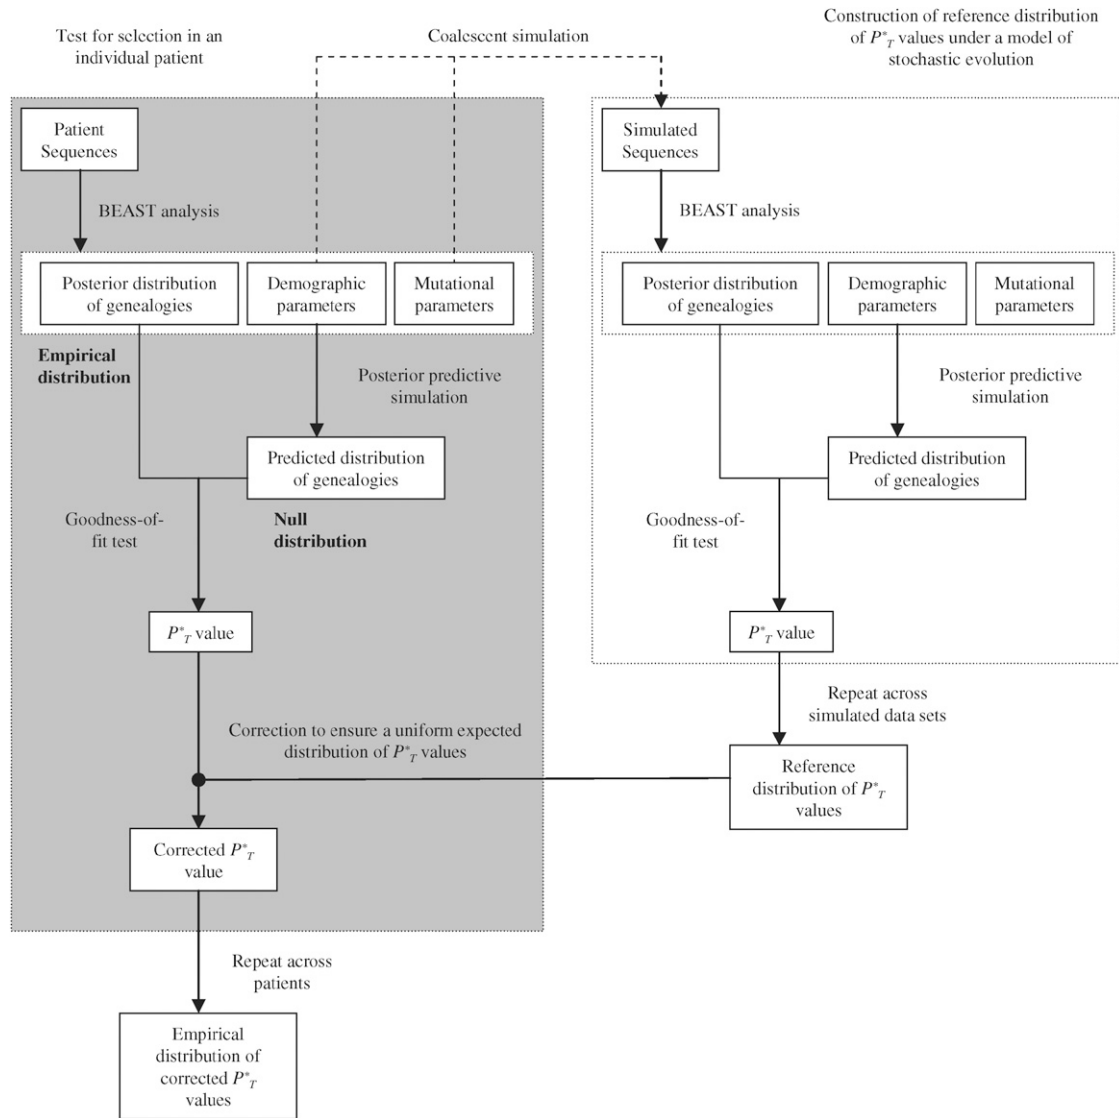 Test for selection in an
individual patient
Coalescent simulation
Construction of reference distribution
of P*T values under a model of
stochastic evolution
Patient
Sequences
BEAST analysis
Posterior distribution
of genealogies
Demographic
parameters
Mutational
parameters
Empirical
distribution
Posterior predictive
simulation
Predicted distribution
of genealogies
Null
distribution
Goodness-of-
fit test
P*T value
Correction to ensure a uniform expected
distribution of P*T values
Corrected P*T
value
Repeat across
patients
Empirical
distribution of
corrected P*T
values
Simulated
Sequences
BEAST analysis
Posterior distribution
of genealogies
Demographic
parameters
Mutational
parameters
Posterior predictive
simulation
Predicted distribution
of genealogies
Goodness-of-
fit test
P*T value
Repeat across
simulated data sets
Reference
distribution of P*T
values